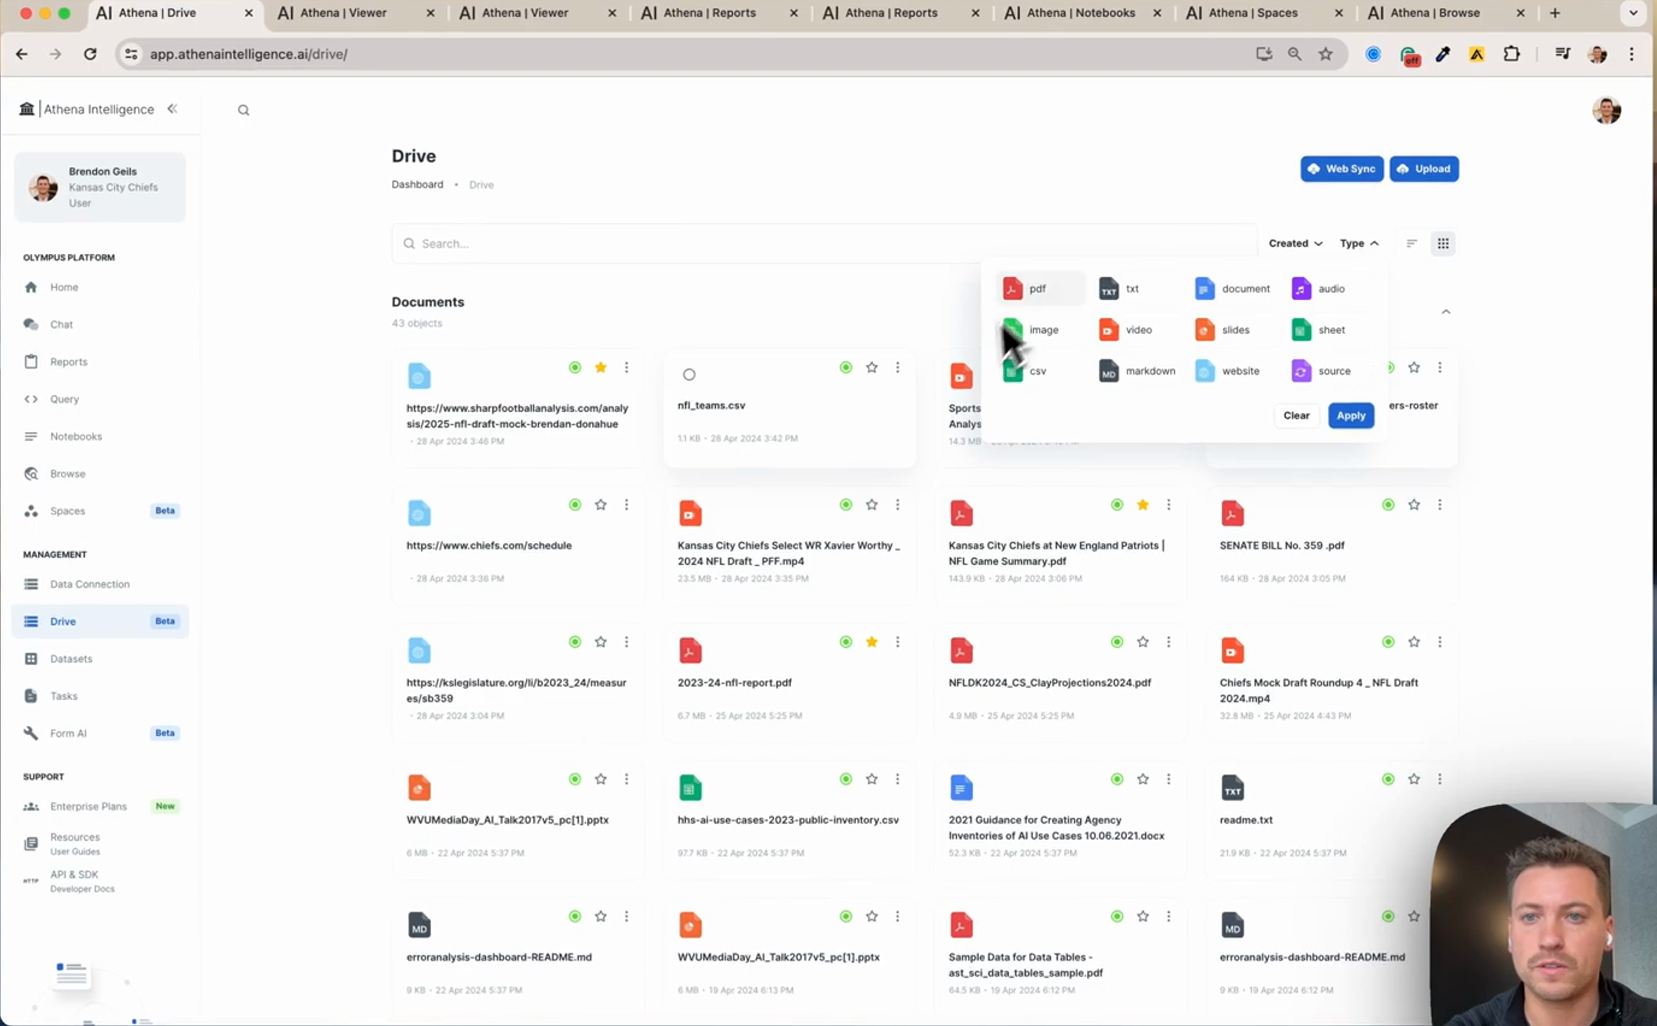 Athena | Drive
Athena | Viewer
Athena | Viewer
Athena | Reports
Athena | Reports
Athena | Notebooks
Athena | Spaces
Athena | Browse
app.athenaintelligence.ai/drive/
off
Athena Intelligence
Brendon Geils
Kansas City Chiefs
User
OLYMPUS PLATFORM
Home
Chat
Reports
Query
Notebooks
Browse
Spaces Beta
MANAGEMENT
Data Connection
Drive Beta
Datasets
Tasks
Form AI Beta
SUPPORT
Enterprise Plans New
Resources
User Guides
HTTP
API & SDK
Developer Docs
Drive
Dashboard • Drive
Web Sync
Upload
Search...
Created
Type
pdf
TXT txt
document
audio
image
video
slides
sheet
csv
MD markdown
website
source
Clear
Apply
Documents
43 objects
https://www.sharpfootballanalysis.com/analy
sis/2025-nfl-draft-mock-brendan-donahue
• 28 Apr 2024 3:46 PM
nfl_teams.csv
1.1 KB • 28 Apr 2024 3:42 PM
Sports
Analys
14.3 MB
ers-roster
https://www.chiefs.com/schedule
• 28 Apr 2024 3:36 PM
Kansas City Chiefs Select WR Xavier Worthy _
2024 NFL Draft _ PFF.mp4
23.5 MB • 28 Apr 2024 3:35 PM
Kansas City Chiefs at New England Patriots |
NFL Game Summary.pdf
143.9 KB • 28 Apr 2024 3:06 PM
SENATE BILL No. 359 .pdf
164 KB • 28 Apr 2024 3:05 PM
https://kslegislature.org/li/b2023_24/measur
es/sb359
• 28 Apr 2024 3:04 PM
2023-24-nfl-report.pdf
6.7 MB • 25 Apr 2024 5:25 PM
NFLDK2024_CS_ClayProjections2024.pdf
4.9 MB • 25 Apr 2024 5:25 PM
Chiefs Mock Draft Roundup 4 _ NFL Draft
2024.mp4
32.8 MB • 25 Apr 2024 4:43 PM
WVUMediaDay_AI_Talk2017v5_pc[1].pptx
6 MB • 22 Apr 2024 5:37 PM
hhs-ai-use-cases-2023-public-inventory.csv
97.7 KB • 22 Apr 2024 5:37 PM
2021 Guidance for Creating Agency
Inventories of AI Use Cases 10.06.2021.docx
52.3 KB • 22 Apr 2024 5:37 PM
TXT
readme.txt
21.9 KB • 22 Apr 2024 5:37 PM
MD
erroranalysis-dashboard-README.md
9 KB • 22 Apr 2024 5:37 PM
WVUMediaDay_AI_Talk2017v5_pc[1].pptx
6 MB • 19 Apr 2024 6:13 PM
Sample Data for Data Tables -
ast_sci_data_tables_sample.pdf
64.5 KB • 19 Apr 2024 6:12 PM
MD
erroranalysis-dashboard-README.md
9 KB • 19 Apr 2024 6:12 PM